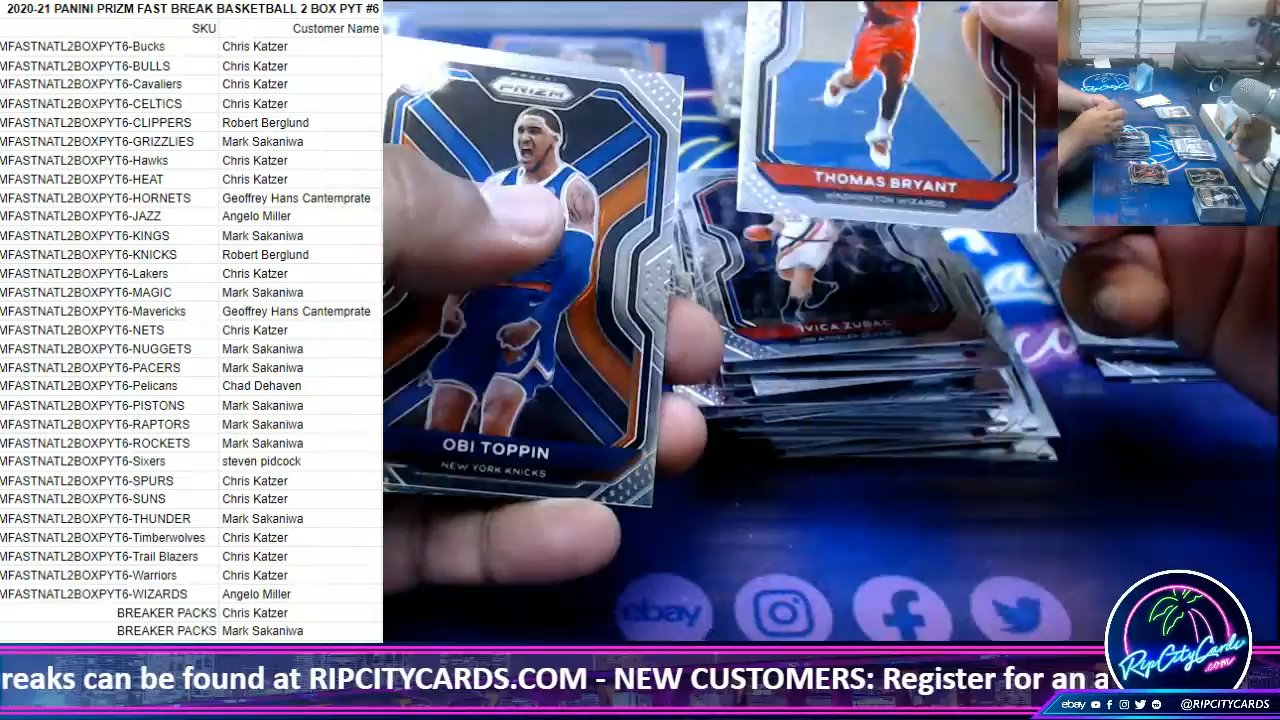 2020-21 PANINI PRIZM FAST BREAK BASKETBALL 2 BOX PYT #6
SKU Customer Name
MFASTNATL2BOXPYT6-Bucks Chris Katzer
MFASTNATL2BOXPYT6-BULLS Chris Katzer
MFASTNATL2BOXPYT6-Cavaliers Chris Katzer
MFASTNATL2BOXPYT6-CELTICS Chris Katzer
MFASTNATL2BOXPYT6-CLIPPERS Robert Berglund
MFASTNATL2BOXPYT6-GRIZZLIES Mark Sakaniwa
MFASTNATL2BOXPYT6-Hawks Chris Katzer
MFASTNATL2BOXPYT6-HEAT Chris Katzer
MFASTNATL2BOXPYT6-HORNETS Geoffrey Hans Cantemprate
MFASTNATL2BOXPYT6-JAZZ Angelo Miller
MFASTNATL2BOXPYT6-KINGS Mark Sakaniwa
MFASTNATL2BOXPYT6-KNICKS Robert Berglund
MFASTNATL2BOXPYT6-Lakers Chris Katzer
MFASTNATL2BOXPYT6-MAGIC Mark Sakaniwa
MFASTNATL2BOXPYT6-Mavericks Geoffrey Hans Cantemprate
MFASTNATL2BOXPYT6-NETS Chris Katzer
MFASTNATL2BOXPYT6-NUGGETS Mark Sakaniwa
MFASTNATL2BOXPYT6-PACERS Mark Sakaniwa
MFASTNATL2BOXPYT6-Pelicans Chad Dehaven
MFASTNATL2BOXPYT6-PISTONS Mark Sakaniwa
MFASTNATL2BOXPYT6-RAPTORS Mark Sakaniwa
MFASTNATL2BOXPYT6-ROCKETS Mark Sakaniwa
MFASTNATL2BOXPYT6-Sixers steven pidcock
MFASTNATL2BOXPYT6-SPURS Chris Katzer
MFASTNATL2BOXPYT6-SUNS Chris Katzer
MFASTNATL2BOXPYT6-THUNDER Mark Sakaniwa
MFASTNATL2BOXPYT6-Timberwolves Chris Katzer
MFASTNATL2BOXPYT6-Trail Blazers Chris Katzer
MFASTNATL2BOXPYT6-Warriors Chris Katzer
MFASTNATL2BOXPYT6-WIZARDS Angelo Miller
BREAKER PACKS Chris Katzer
BREAKER PACKS Mark Sakaniwa
PANINI
PRIZM
OBI TOPPIN
NEW YORK KNICKS
THOMAS BRYANT
WASHINGTON WIZARDS
IVICA ZUBAC
ebay
RipCityCards
.com
reaks can be found at RIPCITYCARDS.COM - NEW CUSTOMERS: Register for an a
ebay @RIPCITYCARDS